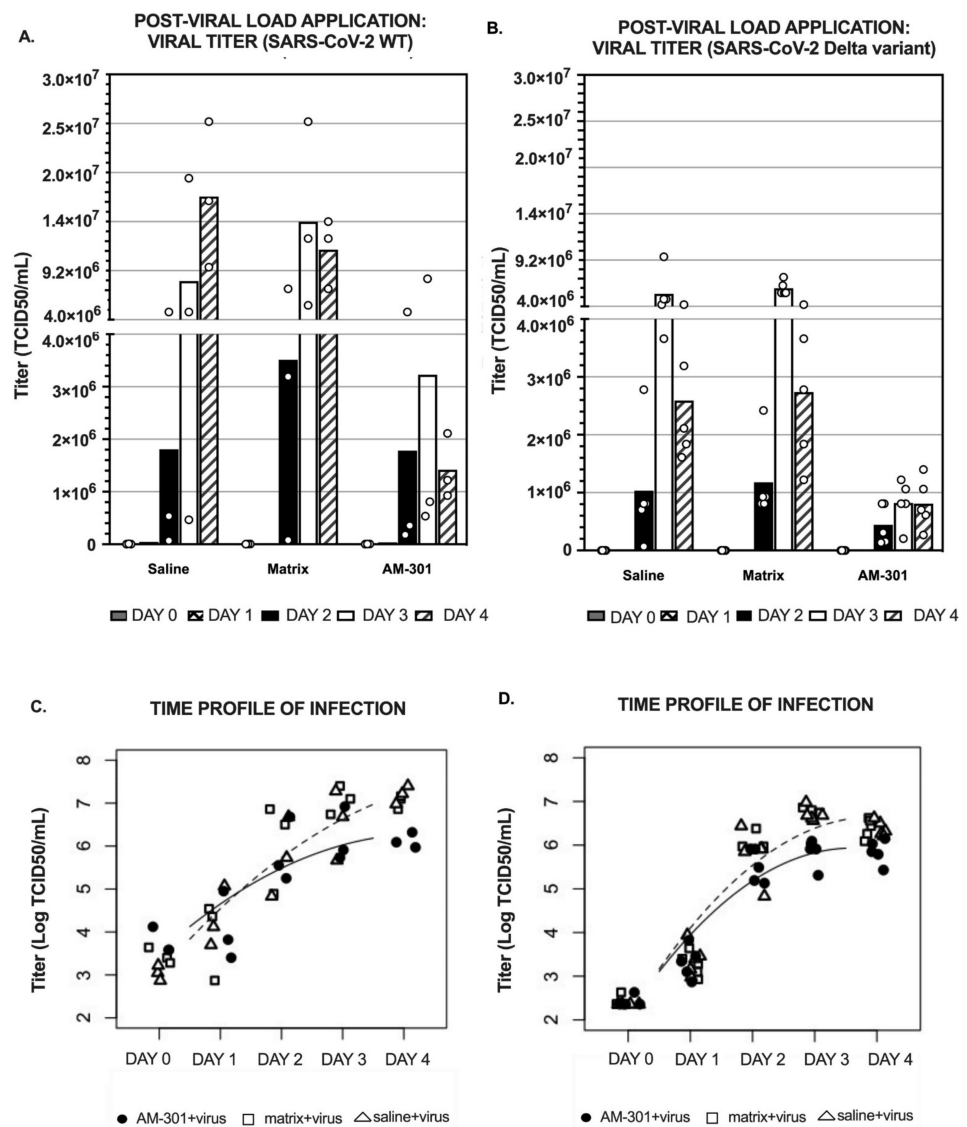 A.
POST-VIRAL LOAD APPLICATION:
VIRAL TITER (SARS-CoV-2 WT)
Titer (TCID50/mL)
3.0×10⁷
2.5×10⁷
2.0×10⁷
1.4×10⁷
9.2×10⁶
4.0×10⁶
4.0×10⁶
3×10⁶
2×10⁶
1×10⁶
0
Saline Matrix AM-301
DAY 0 DAY 1 DAY 2 DAY 3 DAY 4
B.
POST-VIRAL LOAD APPLICATION:
VIRAL TITER (SARS-CoV-2 Delta variant)
Titer (TCID50/mL)
3.0×10⁷
2.5×10⁷
2.0×10⁷
1.4×10⁷
9.2×10⁶
4.0×10⁶
4.0×10⁶
3×10⁶
2×10⁶
1×10⁶
0
Saline Matrix AM-301
DAY 0 DAY 1 DAY 2 DAY 3 DAY 4
C.
TIME PROFILE OF INFECTION
Titer (Log TCID50/mL)
8
7
6
5
4
3
2
DAY 0 DAY 1 DAY 2 DAY 3 DAY 4
AM-301+virus matrix+virus saline+virus
D.
TIME PROFILE OF INFECTION
Titer (Log TCID50/mL)
8
7
6
5
4
3
2
DAY 0 DAY 1 DAY 2 DAY 3 DAY 4
AM-301+virus matrix+virus saline+virus